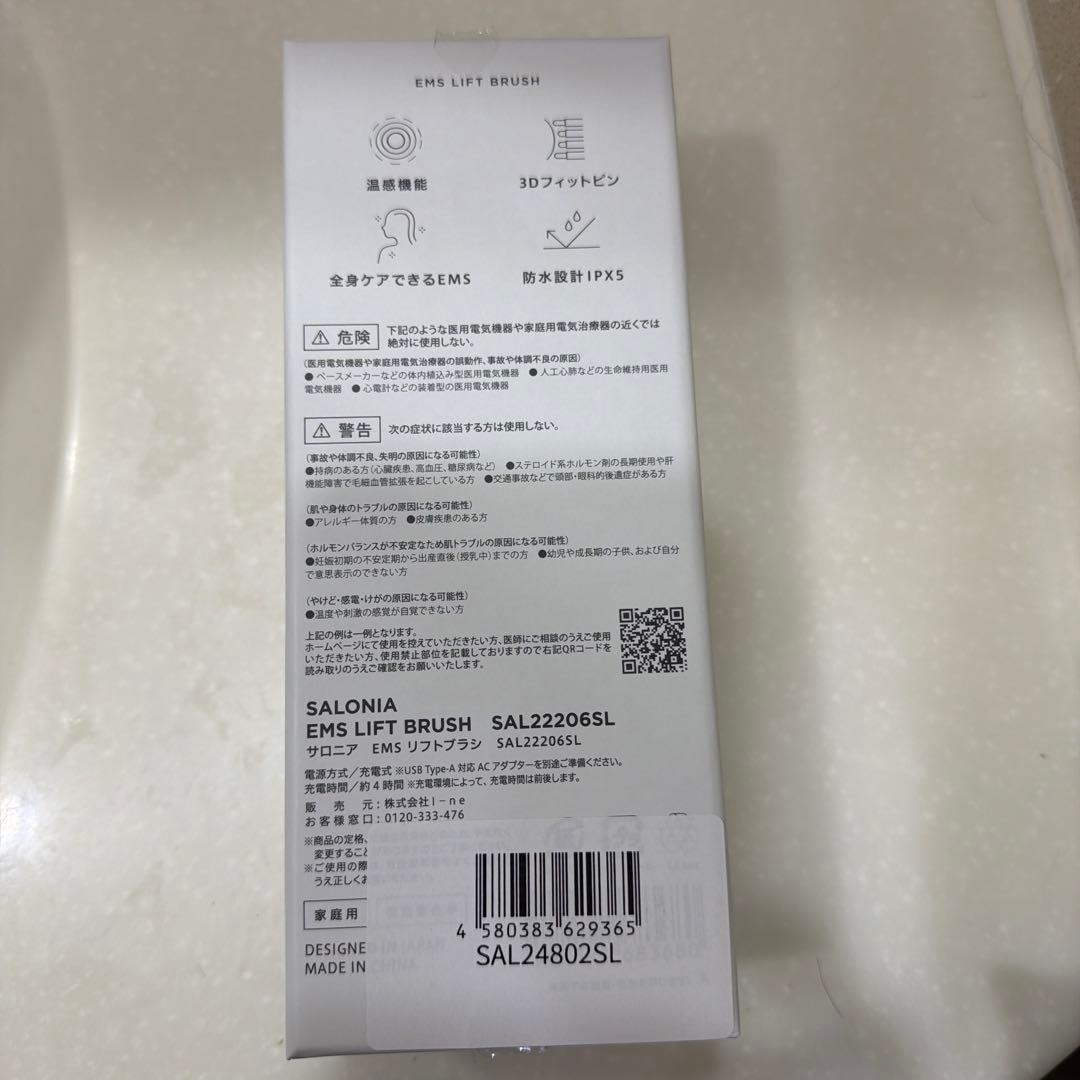 EMS LIFT BRUSH
温感機能
3Dフィットピン
全身ケアできるEMS
防水設計IPX5
危険
下記のような医用電気機器や家庭用電気治療器の近くでは
絶対に使用しない。
(医用電気機器や家庭用電気治療器の誤動作、事故や体調不良の原因)
●ペースメーカーなどの体内植込み型医用電気機器 ●人工心肺などの生命維持用医用
電気機器 ●心電計などの装着型の医用電気機器
警告
次の症状に該当する方は使用しない。
(事故や体調不良、失明の原因になる可能性)
●持病のある方(心臓疾患、高血圧、糖尿病など) ●ステロイド系ホルモン剤の長期使用や肝
機能障害で毛細血管拡張を起こしている方 ●交通事故などで頭部・眼科的後遺症がある方
(肌や身体のトラブルの原因になる可能性)
●アレルギー体質の方 ●皮膚疾患のある方
(ホルモンバランスが不安定なため肌トラブルの原因になる可能性)
●妊娠初期の不安定期から出産直後(授乳中)までの方 ●幼児や成長期の子供、および自分
で意思表示のできない方
(やけど・感電・けがの原因になる可能性)
●温度や刺激の感覚が自覚できない方
上記の例は一例となります。
ホームページにて使用を控えていただきたい方、医師にご相談のうえご使用
いただきたい方、使用禁止部位を記載しておりますので右記QRコードを
読み取りのうえご確認をお願いいたします。
SALONIA
EMS LIFT BRUSH SAL22206SL
サロニア EMS リフトブラシ SAL22206SL
電源方式/充電式 ※USB Type-A 対応 AC アダプターを別途ご準備ください。
充電時間/約4時間 ※充電環境によって、充電時間は前後します。
販売元:株式会社I-ne
お客様窓口:0120-333-476
※商品の定格、
変更すること
※ご使用の際
うえ正しくお
家庭用
DESIGNED IN JAPAN
MADE IN CHINA
4 580383 629365
SAL24802SL